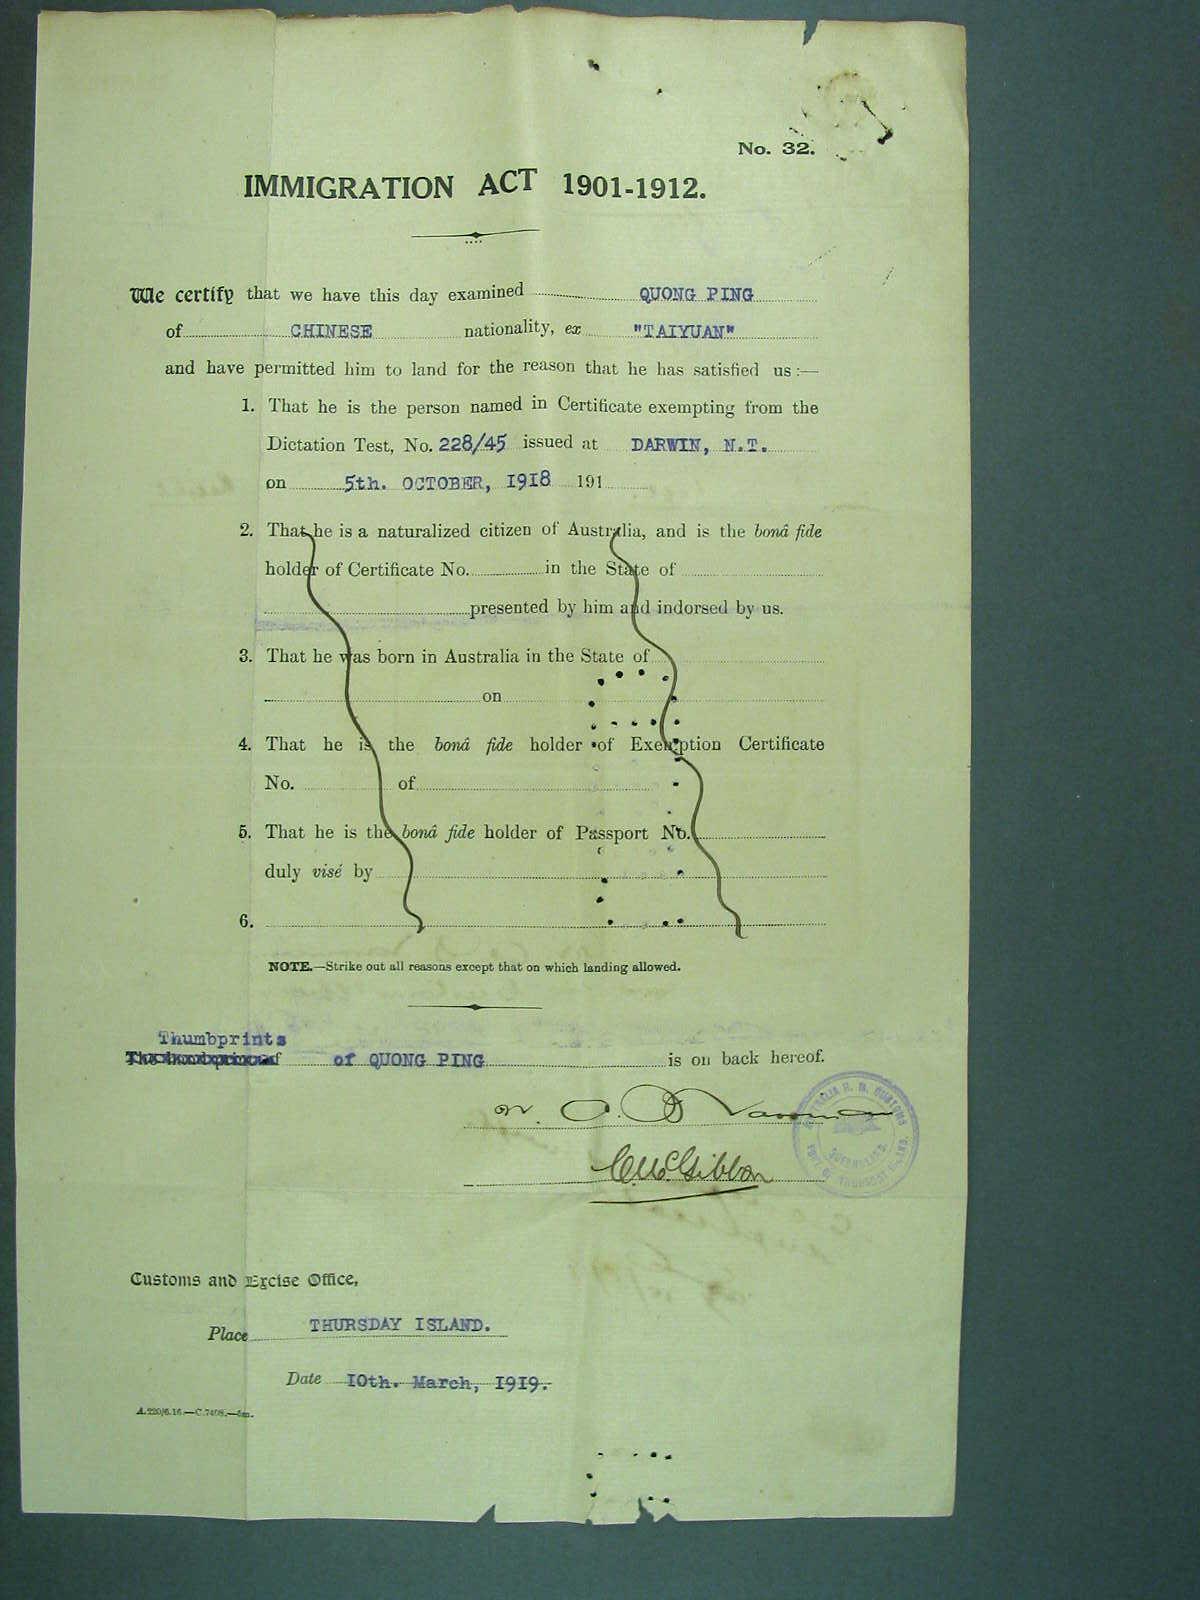 No. 32.
IMMIGRATION ACT 1901-1912.
We certify that we have this day examined QUONG PING
of CHINESE nationality, ex "TAIYUAN"
and have permitted him to land for the reason that he has satisfied us :—
1. That he is the person named in Certificate exempting from the
Dictation Test, No. 228/45 issued at DARWIN, N.T.
on 5th. OCTOBER, 1918 191
2. That he is a naturalized citizen of Australia, and is the bonâ fide
holder of Certificate No. in the State of
presented by him and indorsed by us.
3. That he was born in Australia in the State of
on
4. That he is the bonâ fide holder of Exemption Certificate
No. of
5. That he is the bonâ fide holder of Passport No.
duly visé by
6.
NOTE.—Strike out all reasons except that on which landing allowed.
Thumbprints
of QUONG PING is on back hereof.
C. McGibbon
Customs and Excise Office,
Place THURSDAY ISLAND.
Date 10th. March, 1919.
A.220/6.16.—C.7498.—5m.